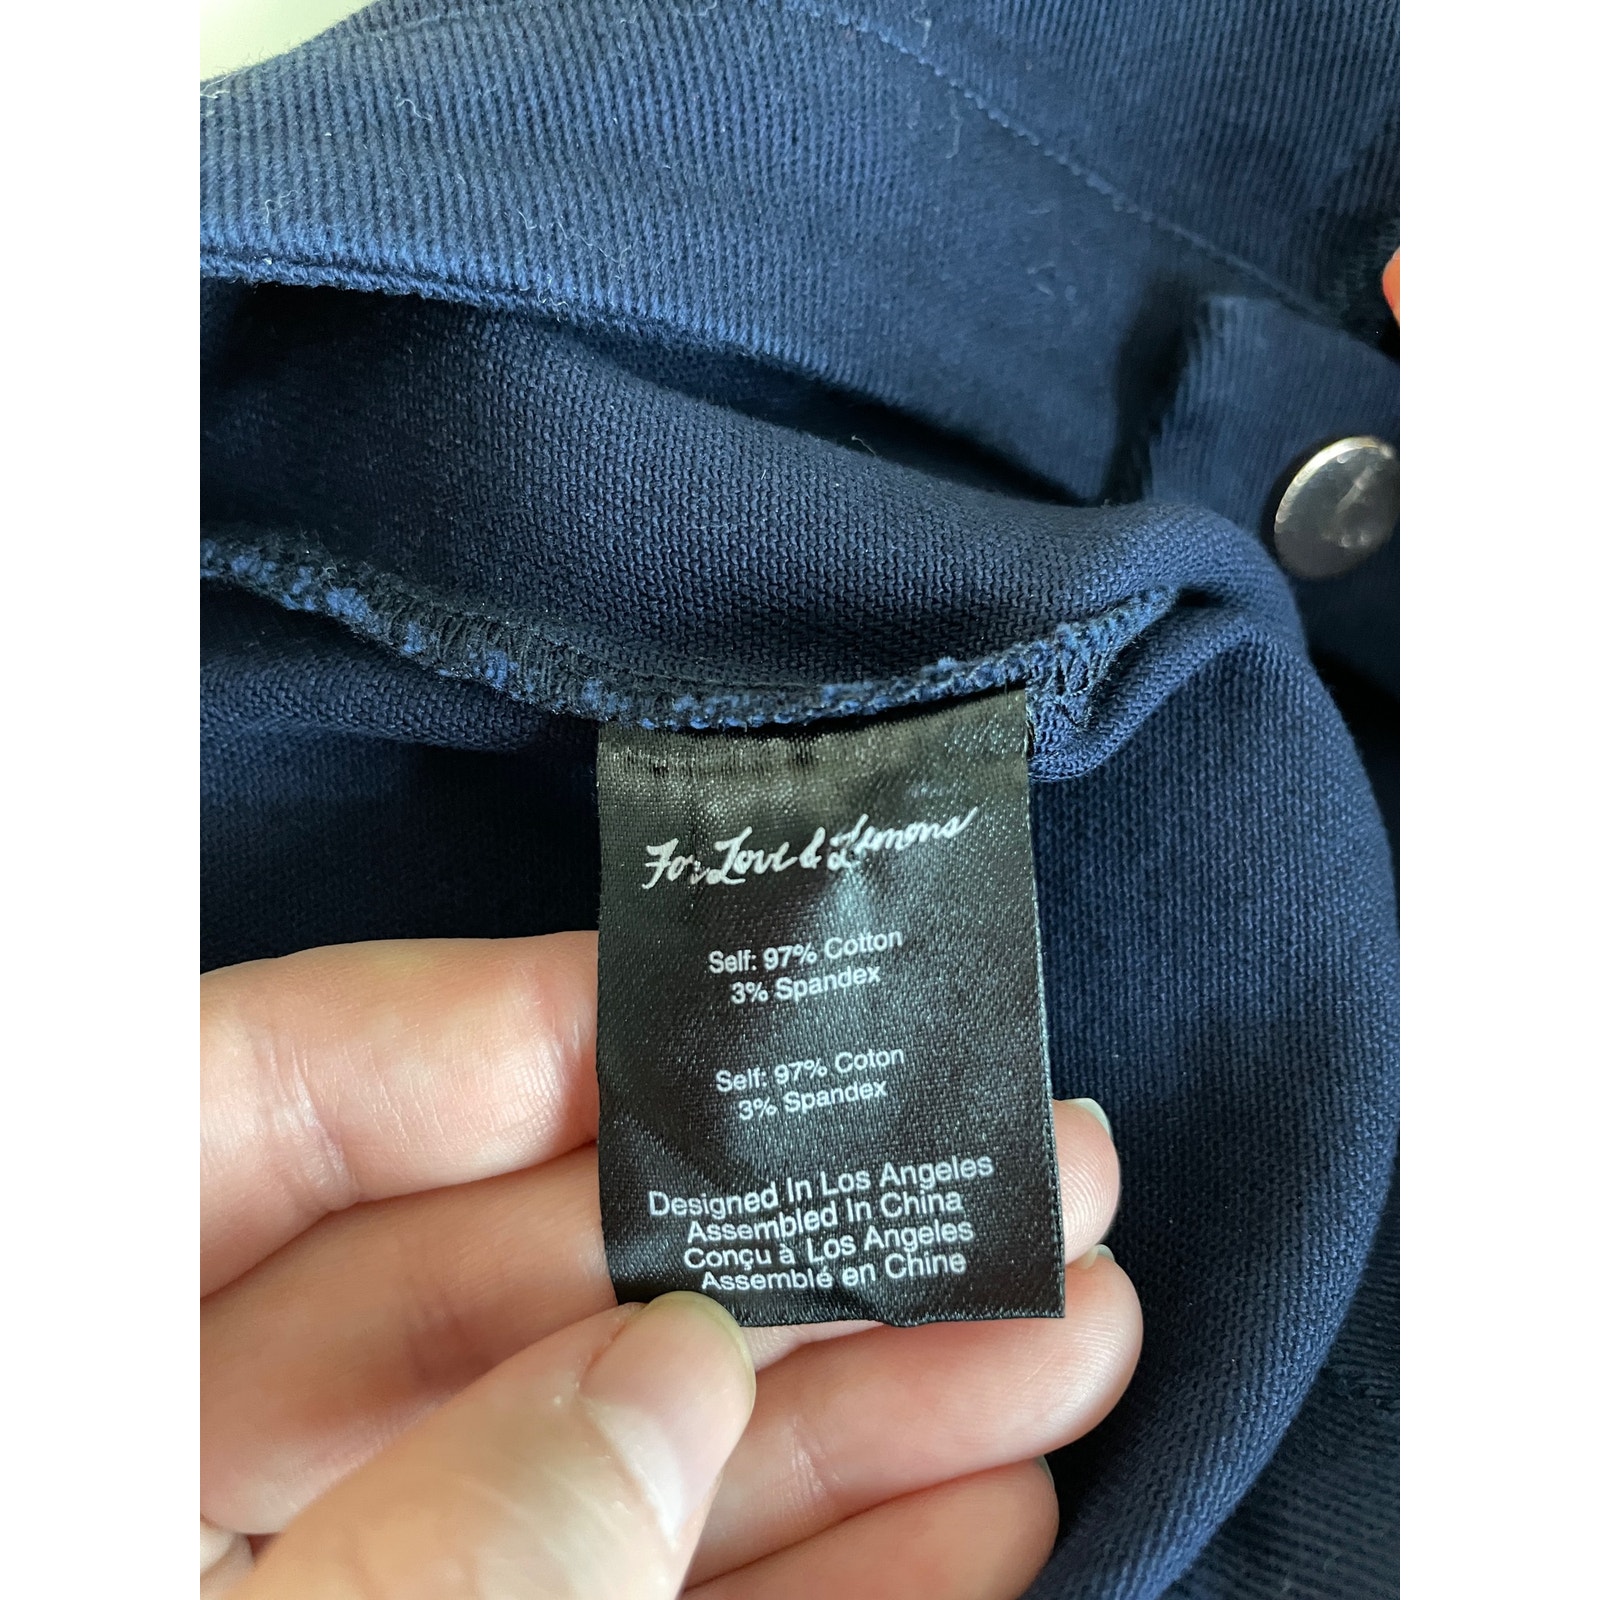 For Love & Lemons
Self: 97% Cotton
3% Spandex
Self: 97% Coton
3% Spandex
Designed In Los Angeles
Assembled In China
Conçu à Los Angeles
Assemblé en Chine